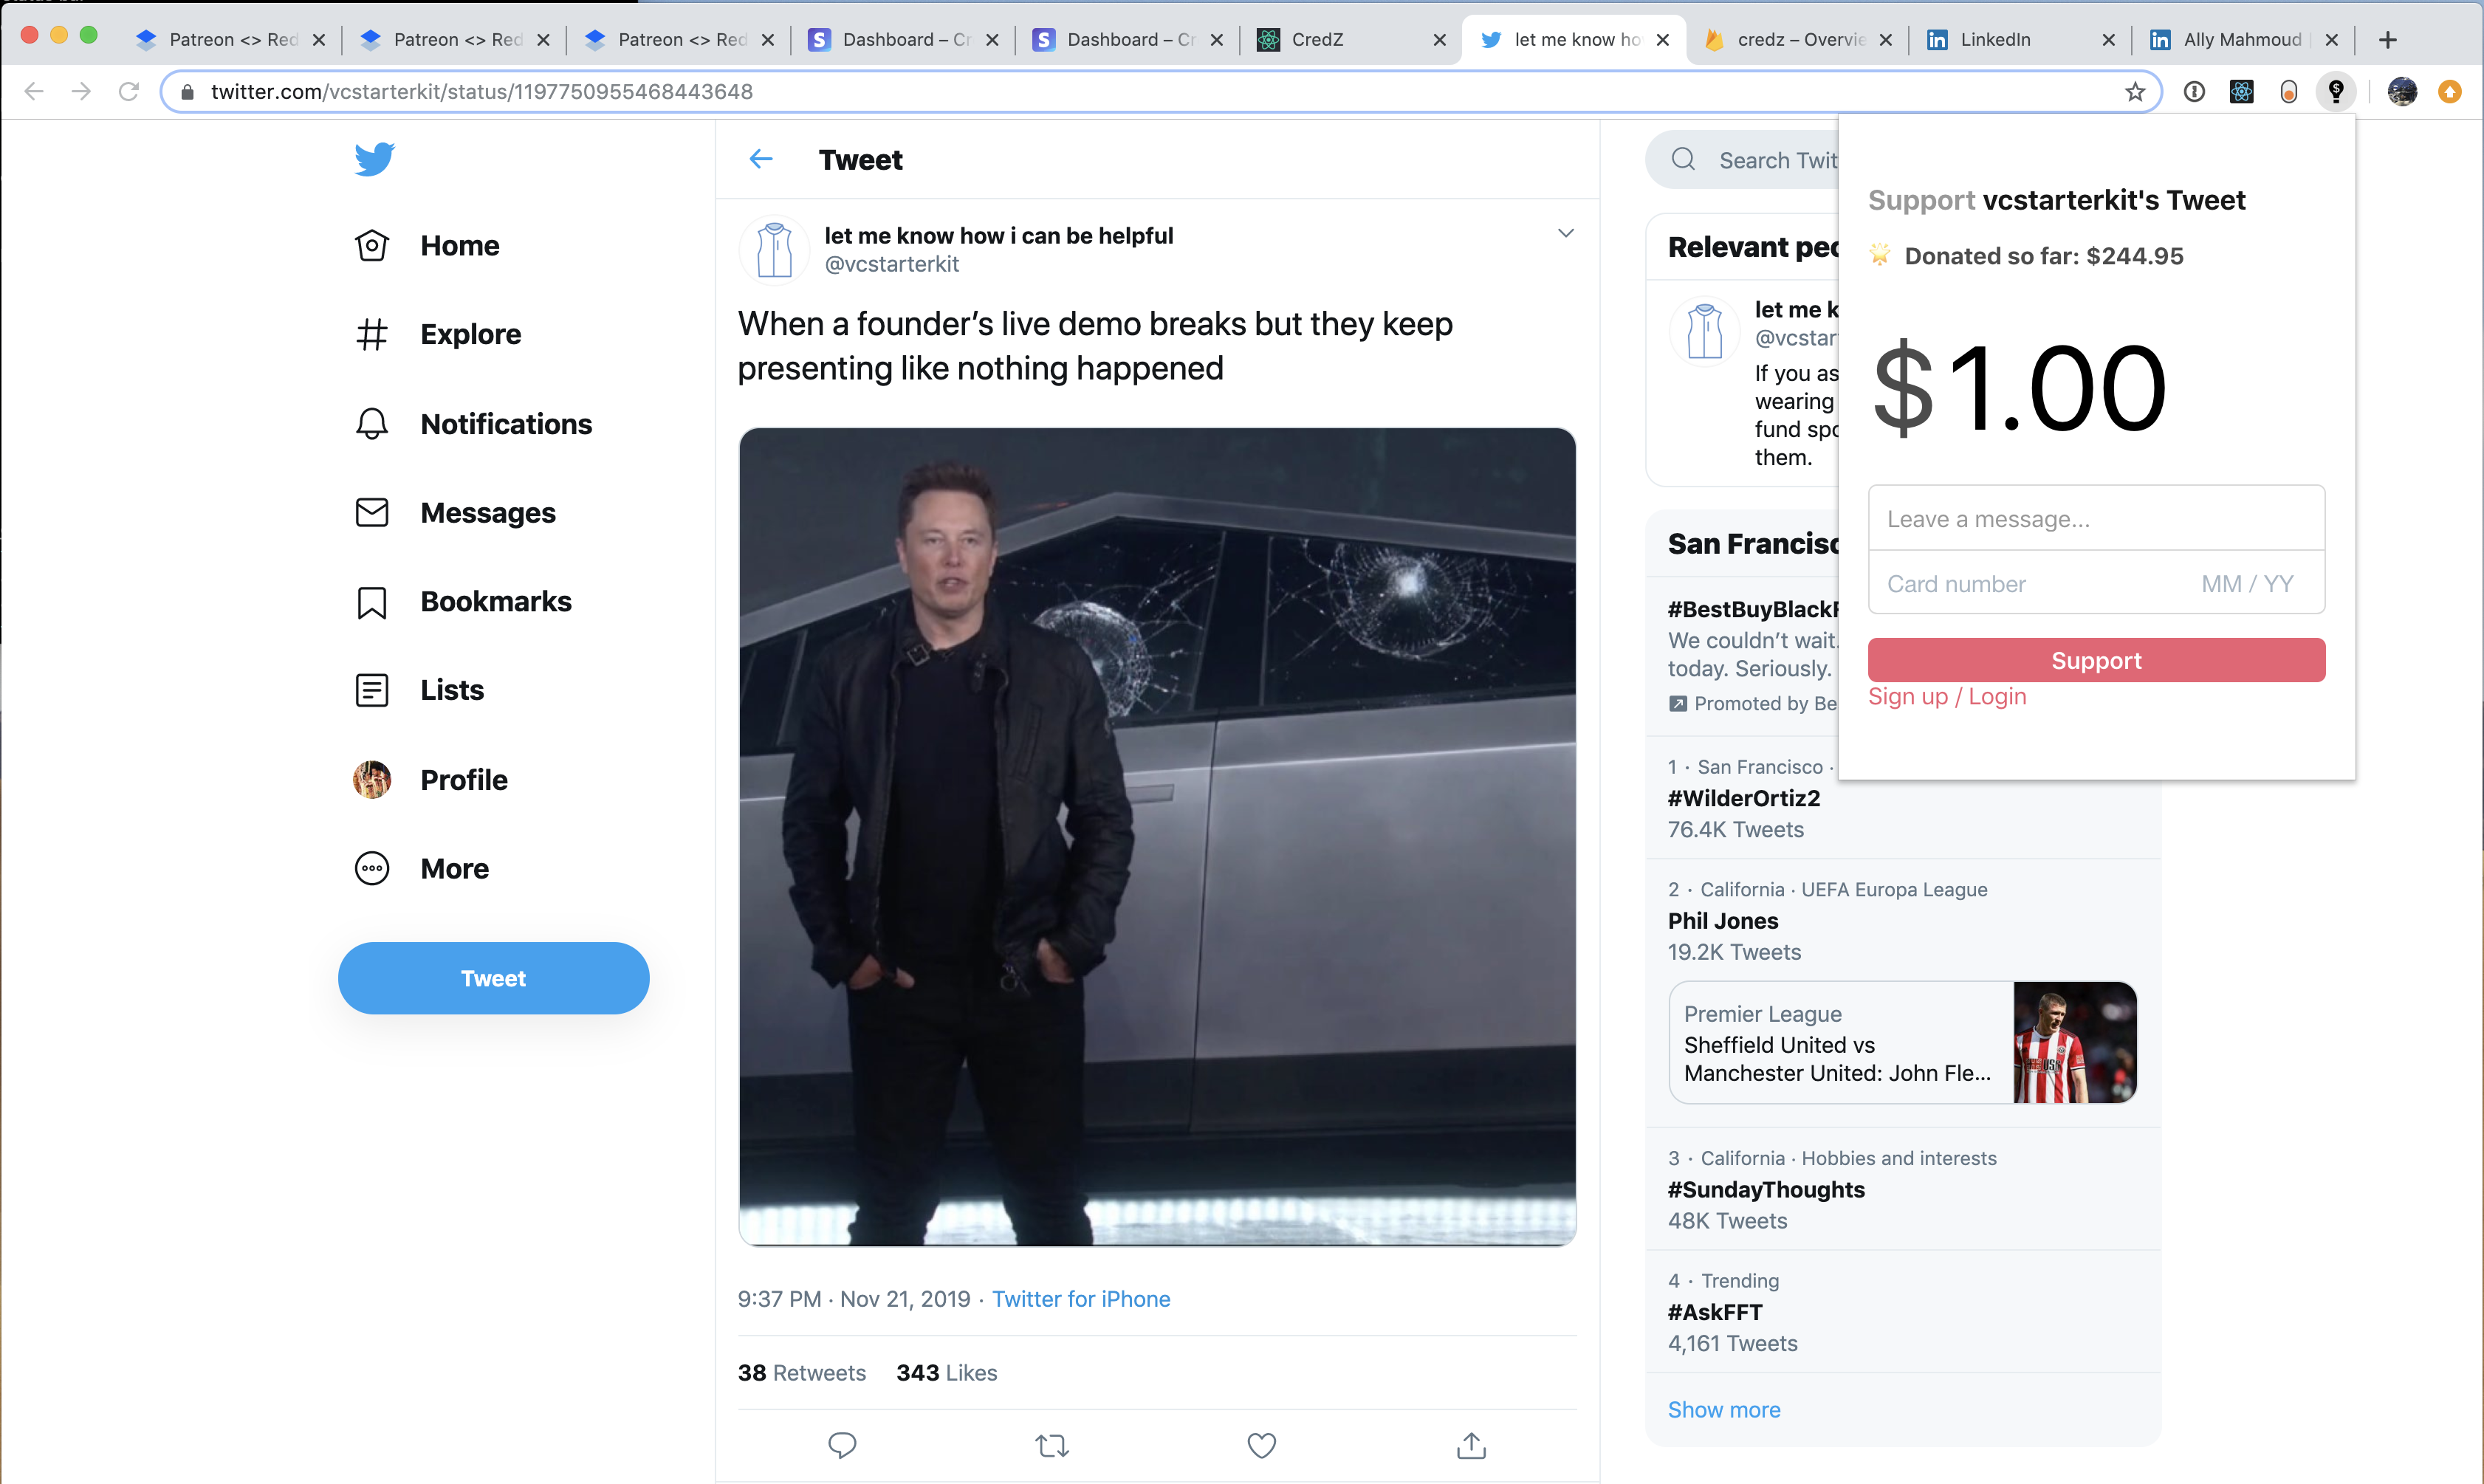 Patreon <> Red
Patreon <> Red
Patreon <> Red
Dashboard – Cr
Dashboard – Cr
CredZ
let me know ho
credz – Overvie
LinkedIn
Ally Mahmoud
twitter.com/vcstarterkit/status/1197750955468443648
Home
Explore
Notifications
Messages
Bookmarks
Lists
Profile
More
Tweet
Tweet
let me know how i can be helpful
@vcstarterkit
When a founder’s live demo breaks but they keep
presenting like nothing happened
9:37 PM · Nov 21, 2019 · Twitter for iPhone
38 Retweets 343 Likes
Search Twit
Relevant peo
let me k
@vcstar
If you as
wearing
fund spo
them.
San Francisc
#BestBuyBlackF
We couldn’t wait.
today. Seriously.
Promoted by Be
1 · San Francisco ·
#WilderOrtiz2
76.4K Tweets
2 · California · UEFA Europa League
Phil Jones
19.2K Tweets
Premier League
Sheffield United vs
Manchester United: John Fle...
3 · California · Hobbies and interests
#SundayThoughts
48K Tweets
4 · Trending
#AskFFT
4,161 Tweets
Show more
Support vcstarterkit's Tweet
Donated so far: $244.95
$1.00
Leave a message...
Card number MM / YY
Support
Sign up / Login